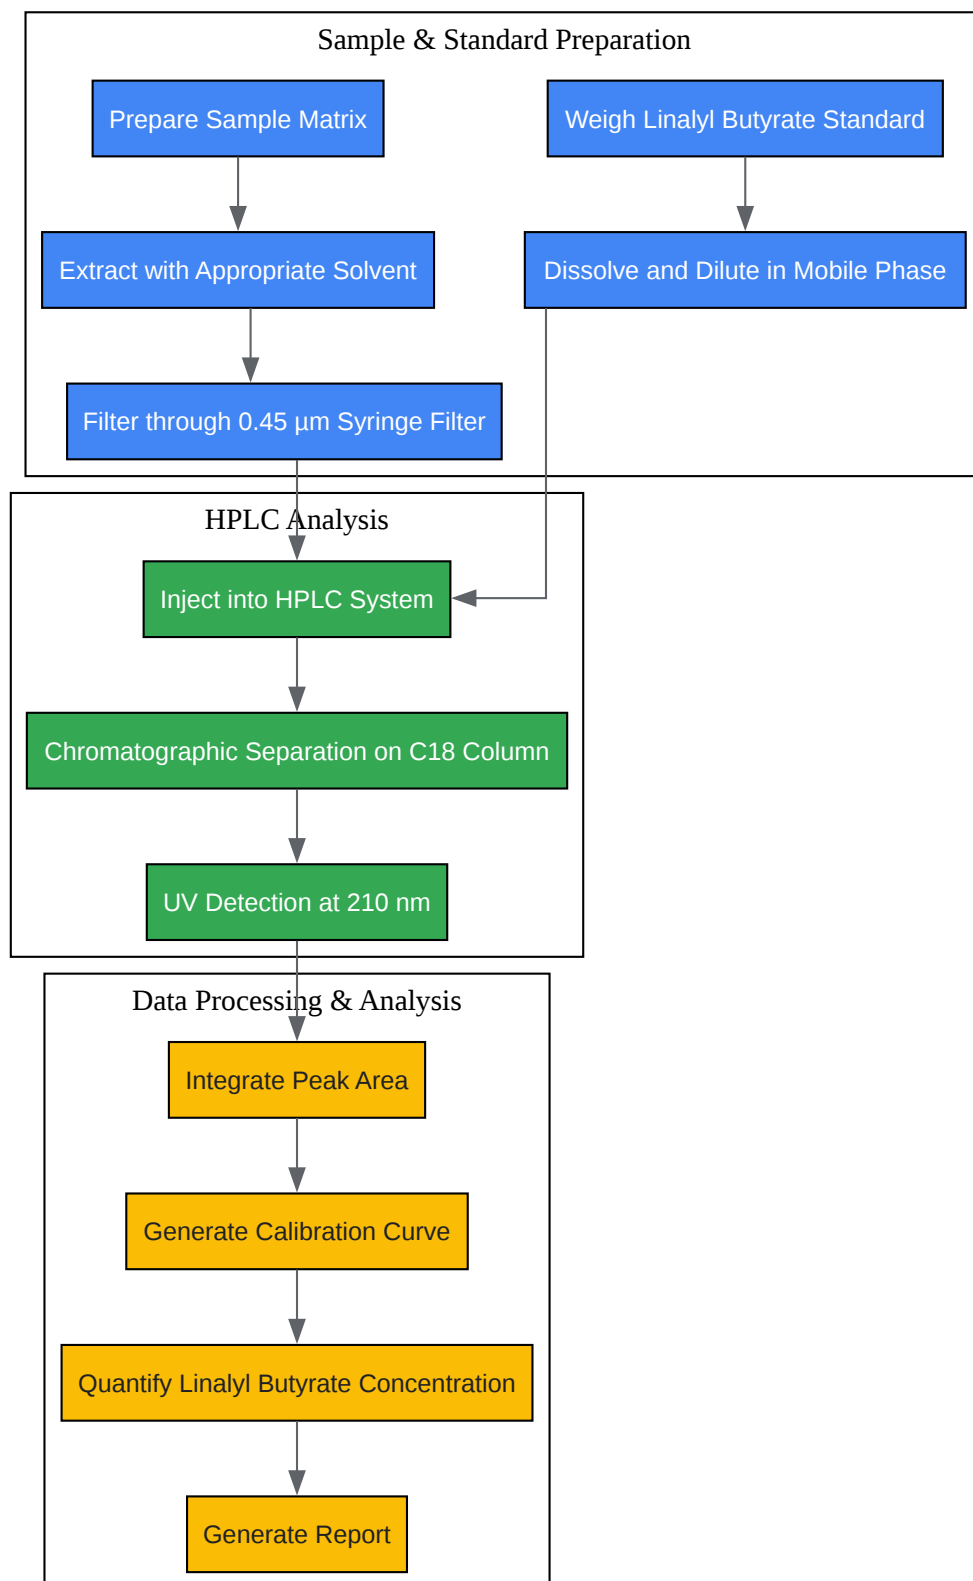 Sample & Standard Preparation
Prepare Sample Matrix
Weigh Linalyl Butyrate Standard
Extract with Appropriate Solvent
Dissolve and Dilute in Mobile Phase
Filter through 0.45 µm Syringe Filter
HPLC Analysis
Inject into HPLC System
Chromatographic Separation on C18 Column
UV Detection at 210 nm
Data Processing & Analysis
Integrate Peak Area
Generate Calibration Curve
Quantify Linalyl Butyrate Concentration
Generate Report